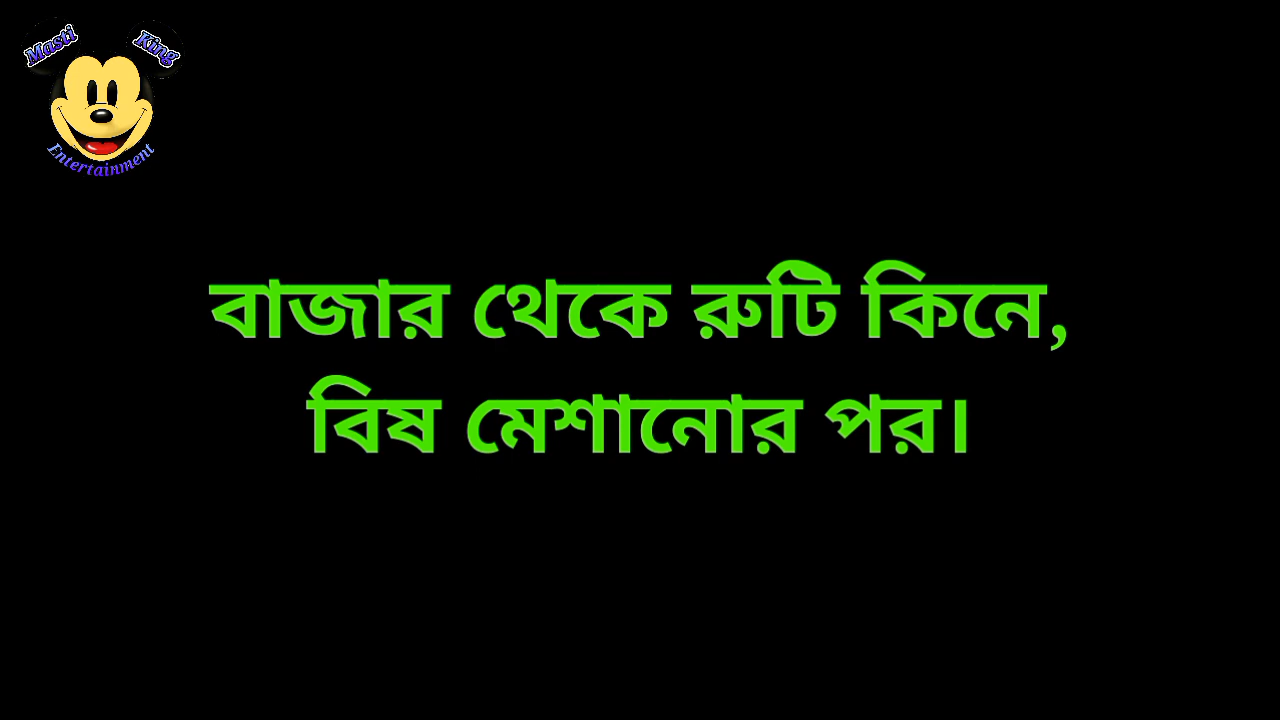 Masti King
Entertainment
বাজার থেকে রুটি কিনে,
বিষ মেশানোর পর।